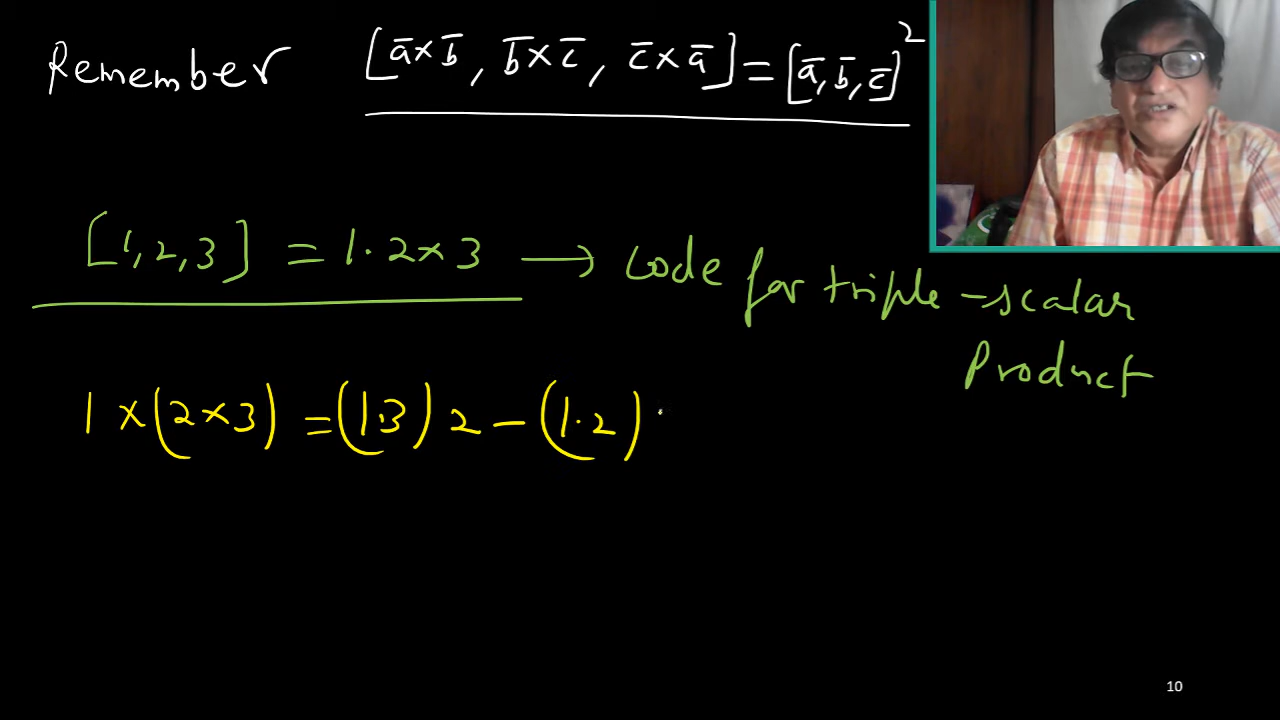 Remember [a̅×b̅, b̅×c̅, c̅×a̅] = [a̅, b̅, c̅]²
[1,2,3] = 1·2×3 → code for triple-scalar
Product
1 × (2×3) = (1·3) 2 – (1·2)
10